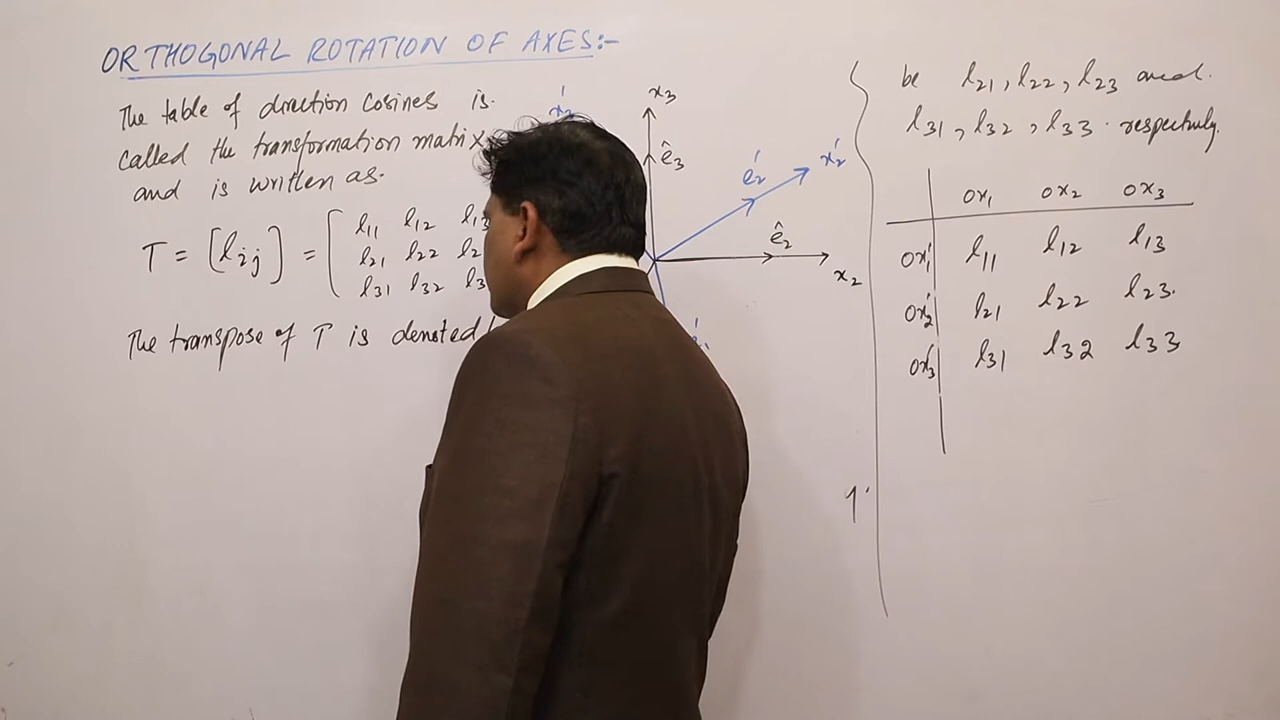 ORTHOGONAL ROTATION OF AXES:-
The table of direction Cosines is.
called the transformation matrix
and is written as.
T = [lij] = [ l11 l12 l13
l21 l22 l2
l31 l32 l3
The transpose of T is denoted
x3
ê3
e2'
x2'
ê2
x2
be l21, l22, l23 and.
l31, l32, l33. respectively.
ox1 ox2 ox3
ox1' l11 l12 l13
ox2' l21 l22 l23.
ox3' l31 l32 l33